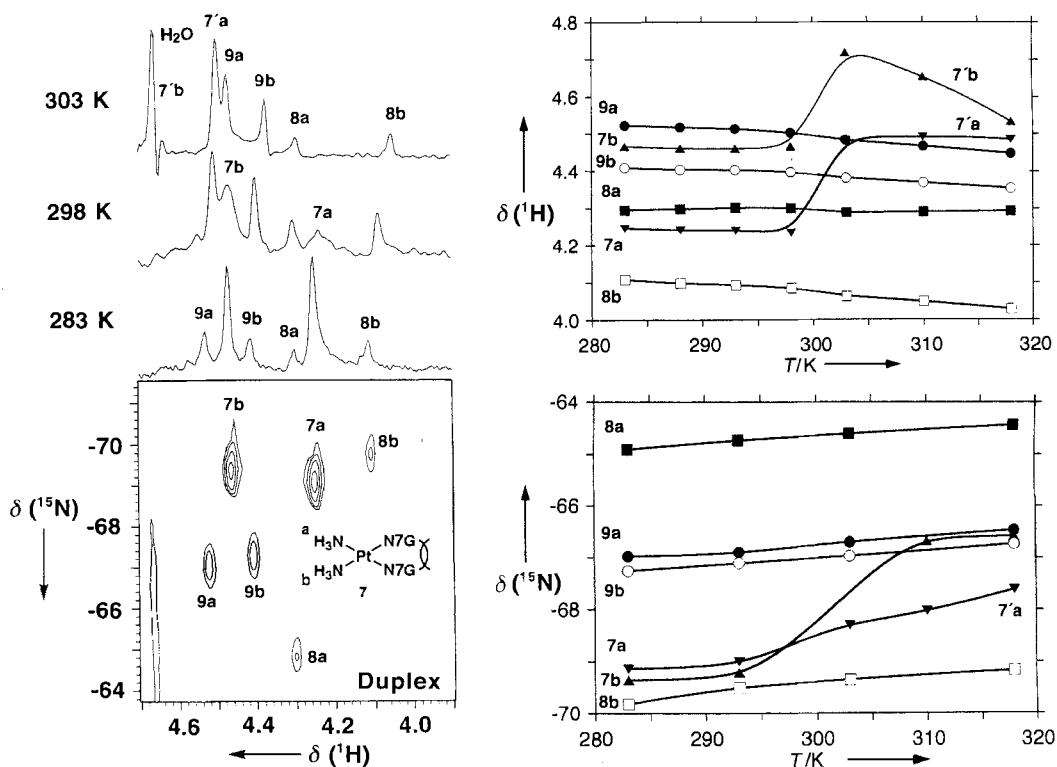 H₂O
7´a
9a
9b
7´b
8a
8b
303 K
7b
7a
298 K
9a
9b
8a
8b
283 K
7b
7a
8b
-70
-68
-66
-64
δ (¹⁵N)
9a
9b
8a
a H₃N
N7G
Pt
b H₃N
N7G
7
Duplex
4.6
4.4
4.2
4.0
δ (¹H)
4.8
4.6
4.4
4.2
4.0
δ (¹H)
9a
7b
9b
8a
7a
8b
7´b
7´a
280
290
300
310
320
T/K
-64
-66
-68
-70
δ (¹⁵N)
8a
9a
9b
7a
7b
8b
7´a
280
290
300
310
320
T/K